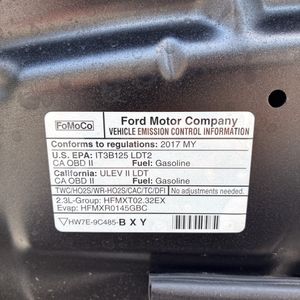 FoMoCo
Ford Motor Company
VEHICLE EMISSION CONTROL INFORMATION
Conforms to regulations: 2017 MY
U.S. EPA: IT3B125 LDT2
CA OBD II Fuel: Gasoline
California: ULEV II LDT
CA OBD II Fuel: Gasoline
TWC/HO2S/WR-HO2S/CAC/TC/DFI No adjustments needed.
2.3L-Group: HFMXT02.32EX
Evap: HFMXR0145GBC
HW7E-9C485- B X Y